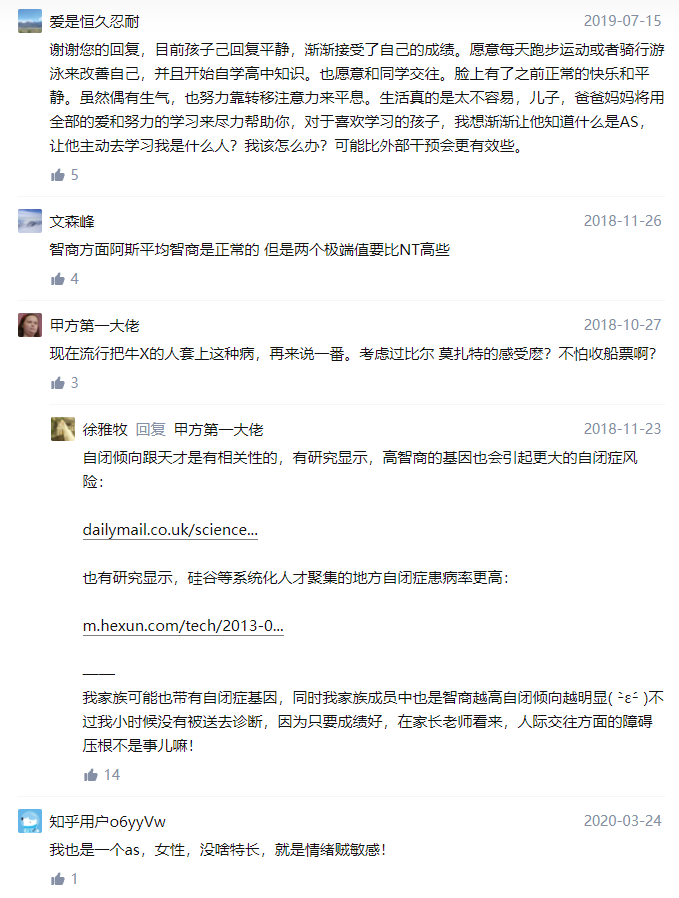 爱是恒久忍耐 2019-07-15
谢谢您的回复，目前孩子己回复平静，渐渐接受了自己的成绩。愿意每天跑步运动或者骑行游
泳来改善自己，并且开始自学高中知识。也愿意和同学交往。脸上有了之前正常的快乐和平
静。虽然偶有生气，也努力靠转移注意力来平息。生活真的是太不容易，儿子，爸爸妈妈将用
全部的爱和努力的学习来尽力帮助你，对于喜欢学习的孩子，我想渐渐让他知道什么是AS，
让他主动去学习我是什么人？我该怎么办？可能比外部干预会更有效些。
5
文森峰 2018-11-26
智商方面阿斯平均智商是正常的 但是两个极端值要比NT高些
4
甲方第一大佬 2018-10-27
现在流行把牛X的人套上这种病，再来说一番。考虑过比尔 莫扎特的感受麽？不怕收船票啊？
3
徐雅牧 回复 甲方第一大佬 2018-11-23
自闭倾向跟天才是有相关性的，有研究显示，高智商的基因也会引起更大的自闭症风
险：
dailymail.co.uk/science...
也有研究显示，硅谷等系统化人才聚集的地方自闭症患病率更高：
m.hexun.com/tech/2013-0...
——
我家族可能也带有自闭症基因，同时我家族成员中也是智商越高自闭倾向越明显( ˙̵̵́ε˙̵̵̀ )不
过我小时候没有被送去诊断，因为只要成绩好，在家长老师看来，人际交往方面的障碍
压根不是事儿嘛！
14
知乎用户o6yyVw 2020-03-24
我也是一个as，女性，没啥特长，就是情绪贼敏感！
1